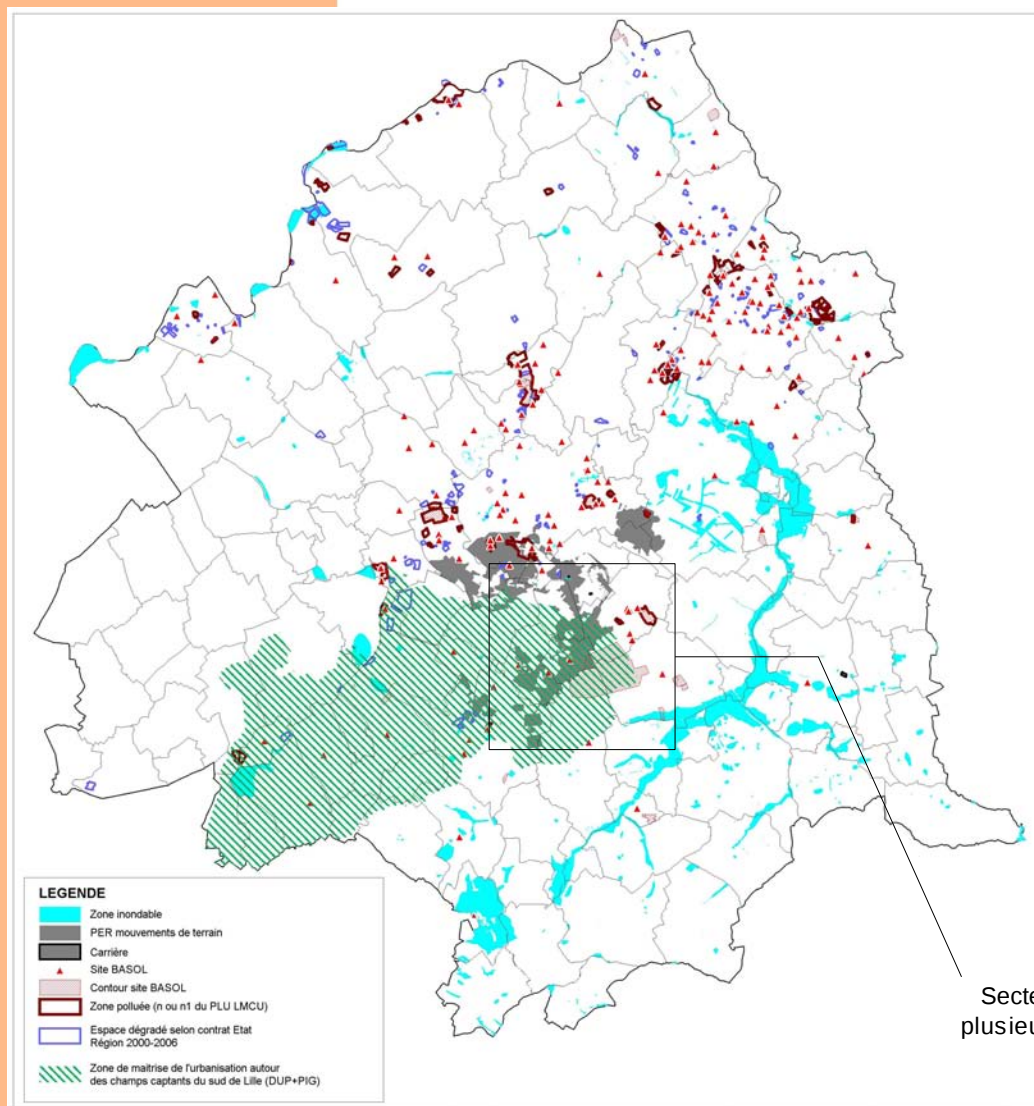 LEGENDE
Zone inondable
PER mouvements de terrain
Carrière
Site BASOL
Contour site BASOL
Zone polluée (n ou n1 du PLU LMCU)
Espace dégradé selon contrat Etat
Région 2000-2006
Zone de maitrise de l'urbanisation autour
des champs captants du sud de Lille (DUP+PIG)
Secte
plusieu